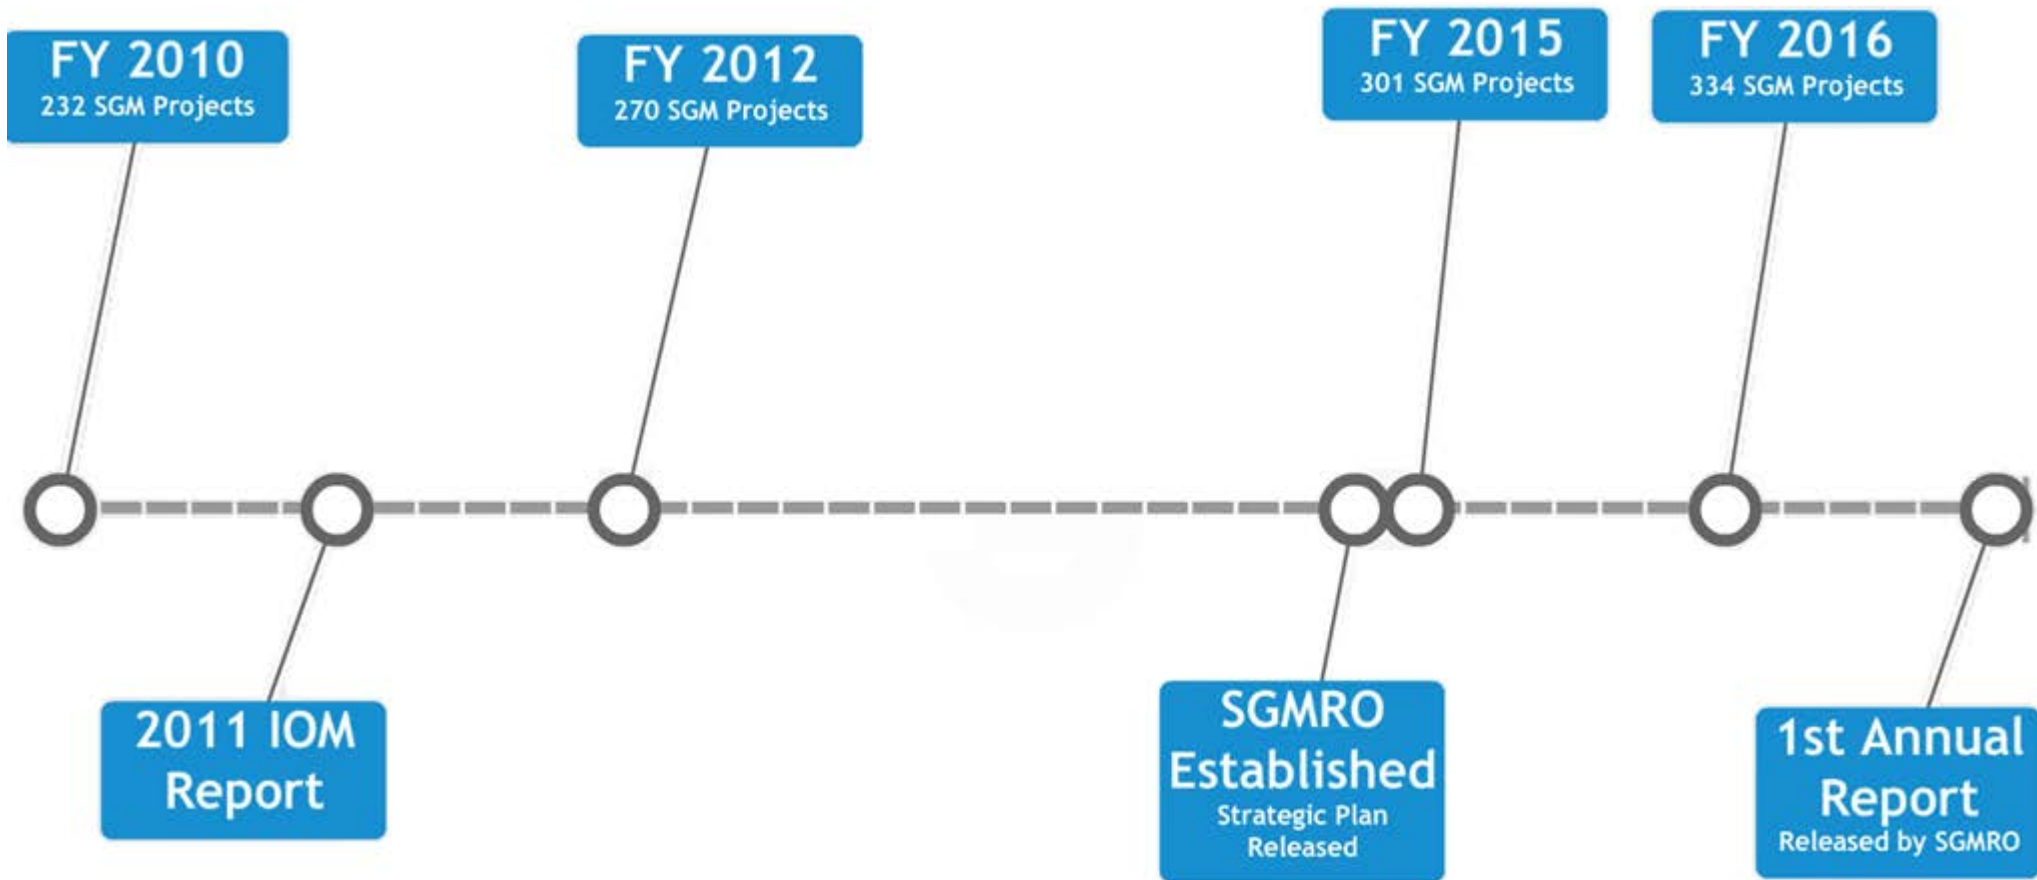 FY 2010
232 SGM Projects
FY 2012
270 SGM Projects
FY 2015
301 SGM Projects
FY 2016
334 SGM Projects
2011 IOM
Report
SGMRO
Established
Strategic Plan
Released
1st Annual
Report
Released by SGMRO